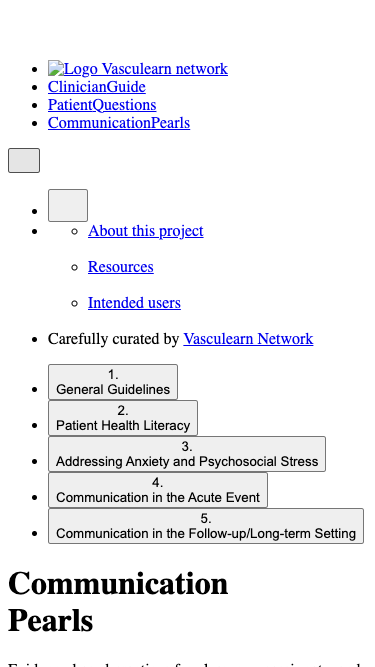 Logo Vasculearn network
ClinicianGuide
PatientQuestions
CommunicationPearls
About this project
Resources
Intended users
Carefully curated by Vasculearn Network
1.
General Guidelines
2.
Patient Health Literacy
3.
Addressing Anxiety and Psychosocial Stress
4.
Communication in the Acute Event
5.
Communication in the Follow-up/Long-term Setting
Communication
Pearls